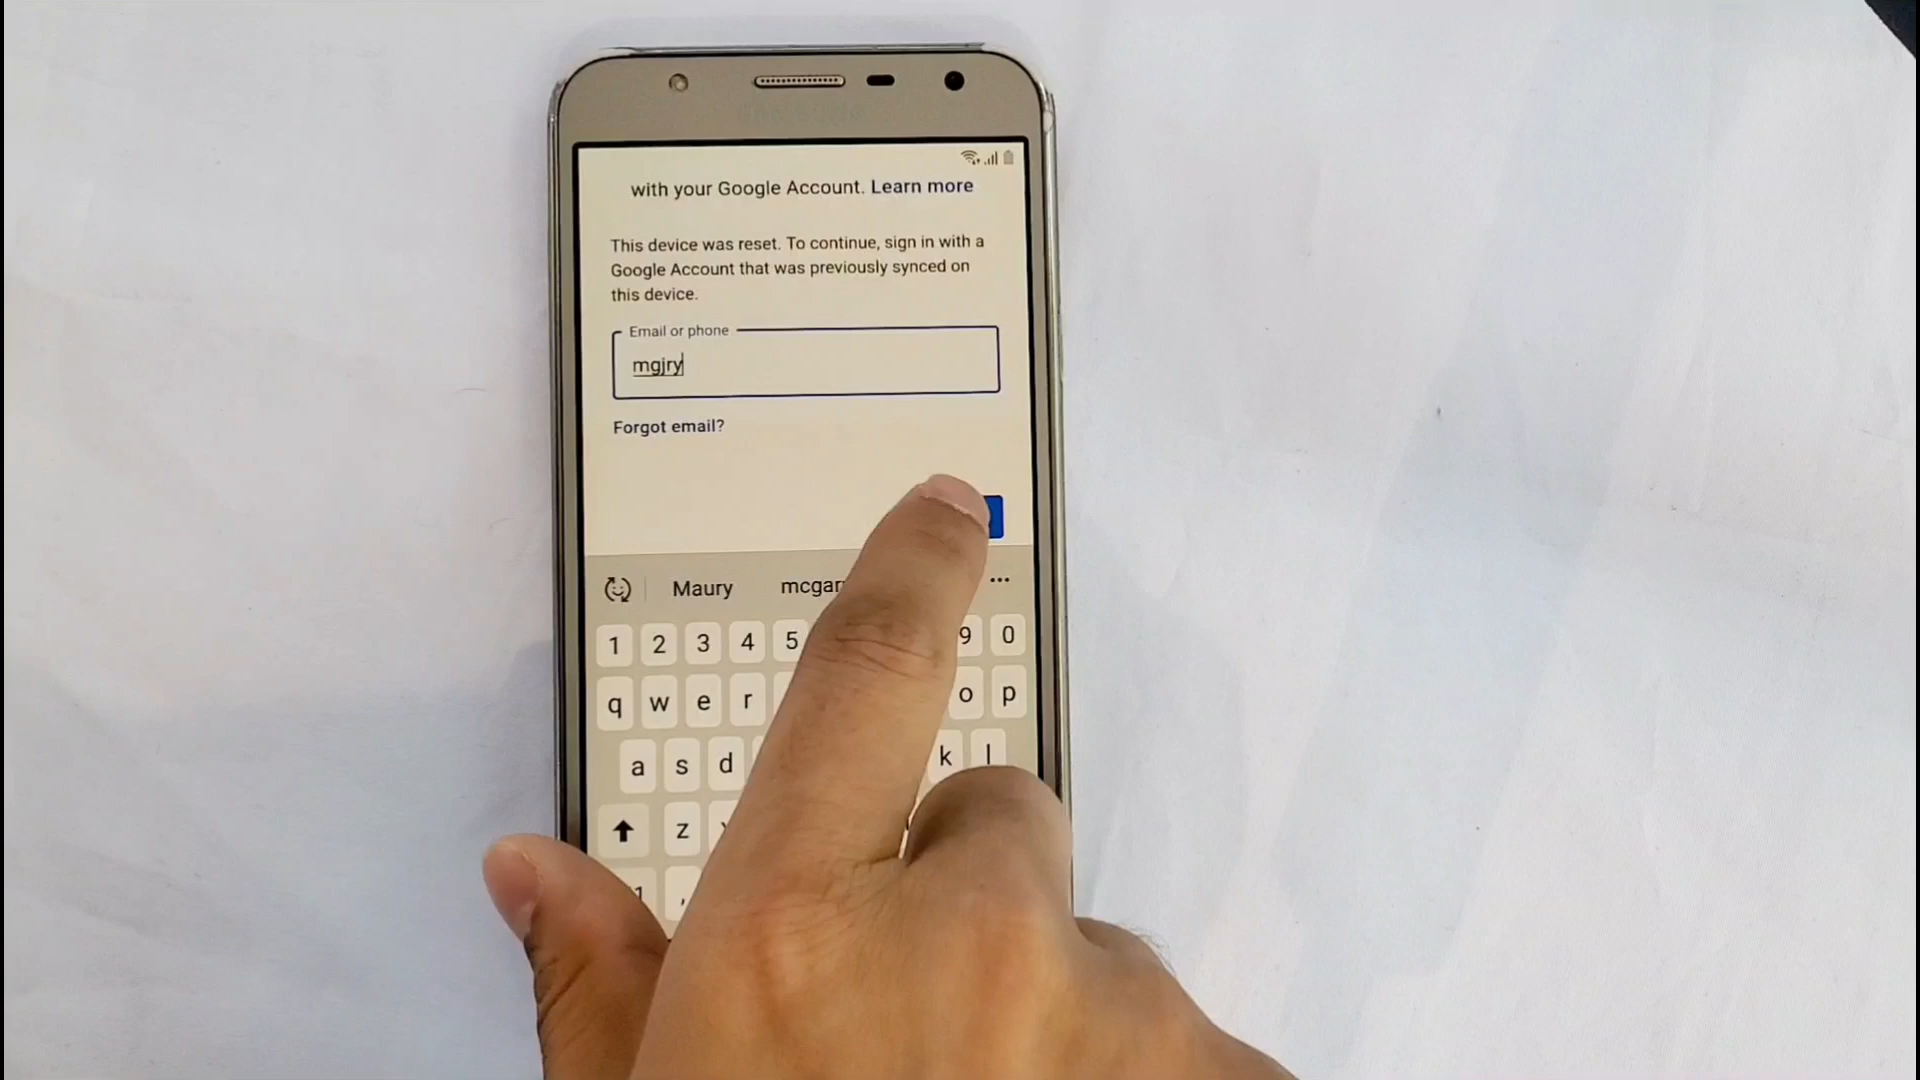 with your Google Account. Learn more
This device was reset. To continue, sign in with a
Google Account that was previously synced on
this device.
Email or phone
mgjry
Forgot email?
Maury mcgar
1 2 3 4 5 9 0
q w e r o p
a s d k l
z
,